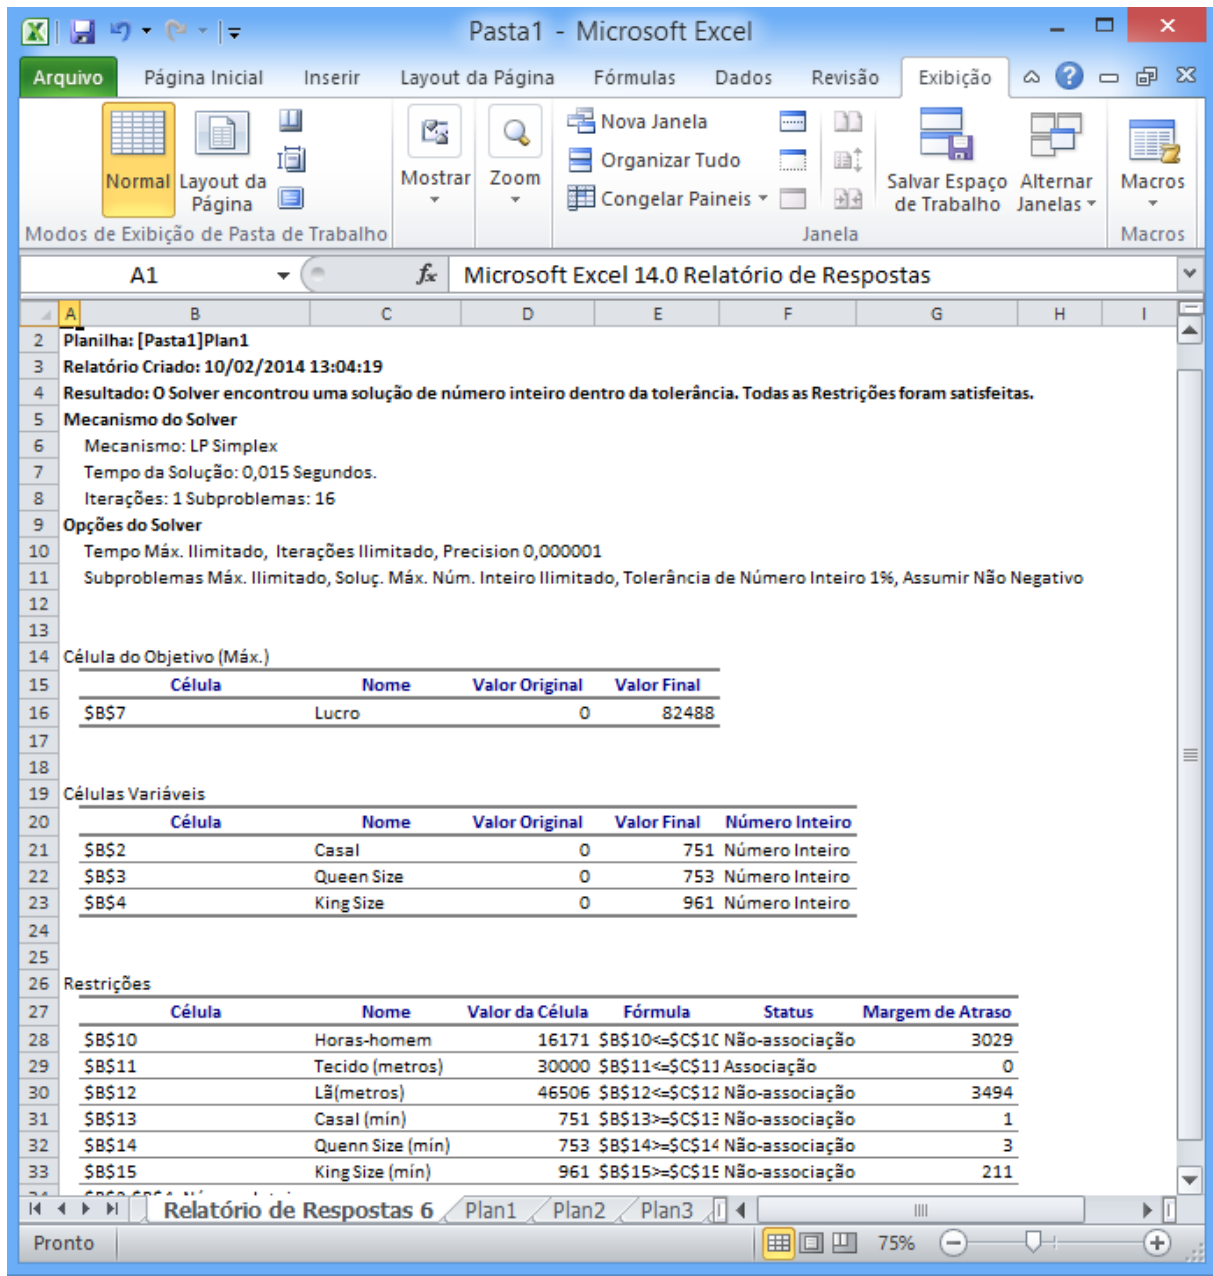 Pasta1 - Microsoft Excel
Arquivo Página Inicial Inserir Layout da Página Fórmulas Dados Revisão Exibição
Normal Layout da Página Mostrar Zoom Nova Janela Organizar Tudo Congelar Paineis Salvar Espaço de Trabalho Alternar Janelas Macros
Modos de Exibição de Pasta de Trabalho Janela Macros
A1 fx Microsoft Excel 14.0 Relatório de Respostas
A B C D E F G H I
2 Planilha: [Pasta1]Plan1
3 Relatório Criado: 10/02/2014 13:04:19
4 Resultado: O Solver encontrou uma solução de número inteiro dentro da tolerância. Todas as Restrições foram satisfeitas.
5 Mecanismo do Solver
6 Mecanismo: LP Simplex
7 Tempo da Solução: 0,015 Segundos.
8 Iterações: 1 Subproblemas: 16
9 Opções do Solver
10 Tempo Máx. Ilimitado, Iterações Ilimitado, Precision 0,000001
11 Subproblemas Máx. Ilimitado, Soluç. Máx. Núm. Inteiro Ilimitado, Tolerância de Número Inteiro 1%, Assumir Não Negativo
12
13
14 Célula do Objetivo (Máx.)
15 Célula Nome Valor Original Valor Final
16 $B$7 Lucro 0 82488
17
18
19 Células Variáveis
20 Célula Nome Valor Original Valor Final Número Inteiro
21 $B$2 Casal 0 751 Número Inteiro
22 $B$3 Queen Size 0 753 Número Inteiro
23 $B$4 King Size 0 961 Número Inteiro
24
25
26 Restrições
27 Célula Nome Valor da Célula Fórmula Status Margem de Atraso
28 $B$10 Horas-homem 16171 $B$10<=$C$10 Não-associação 3029
29 $B$11 Tecido (metros) 30000 $B$11<=$C$11 Associação 0
30 $B$12 Lã(metros) 46506 $B$12<=$C$12 Não-associação 3494
31 $B$13 Casal (mín) 751 $B$13>=$C$13 Não-associação 1
32 $B$14 Quenn Size (mín) 753 $B$14>=$C$14 Não-associação 3
33 $B$15 King Size (mín) 961 $B$15>=$C$15 Não-associação 211
Relatório de Respostas 6 Plan1 Plan2 Plan3
Pronto 75%